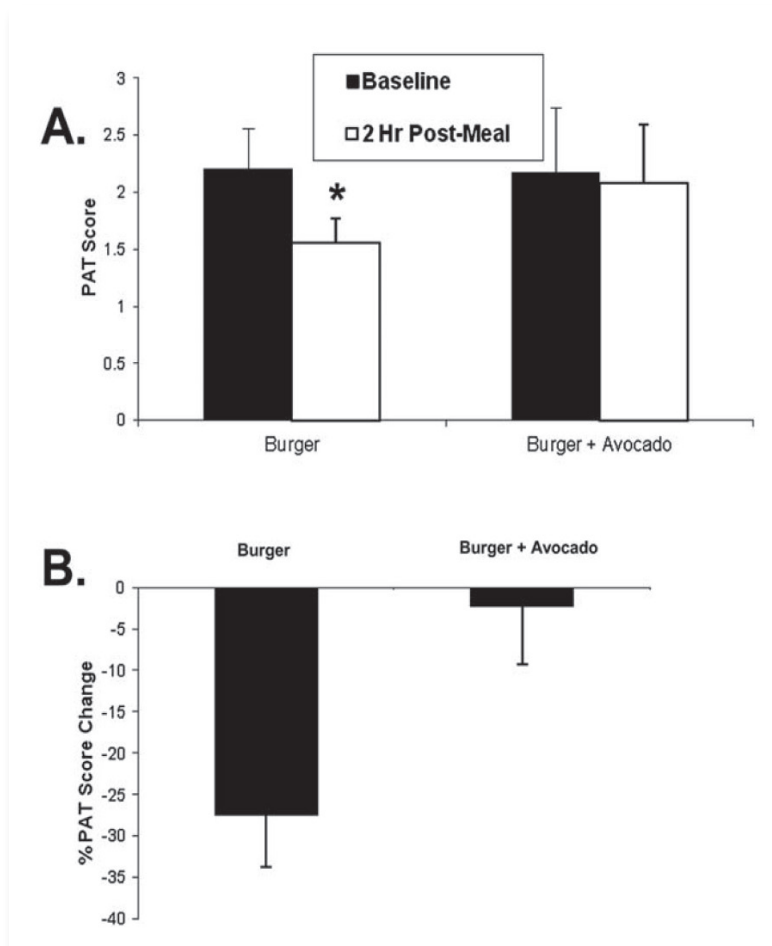 A.
PAT Score
3
2.5
2
1.5
1
0.5
0
Baseline
2 Hr Post-Meal
*
Burger
Burger + Avocado
B.
Burger
Burger + Avocado
%PAT Score Change
0
-5
-10
-15
-20
-25
-30
-35
-40